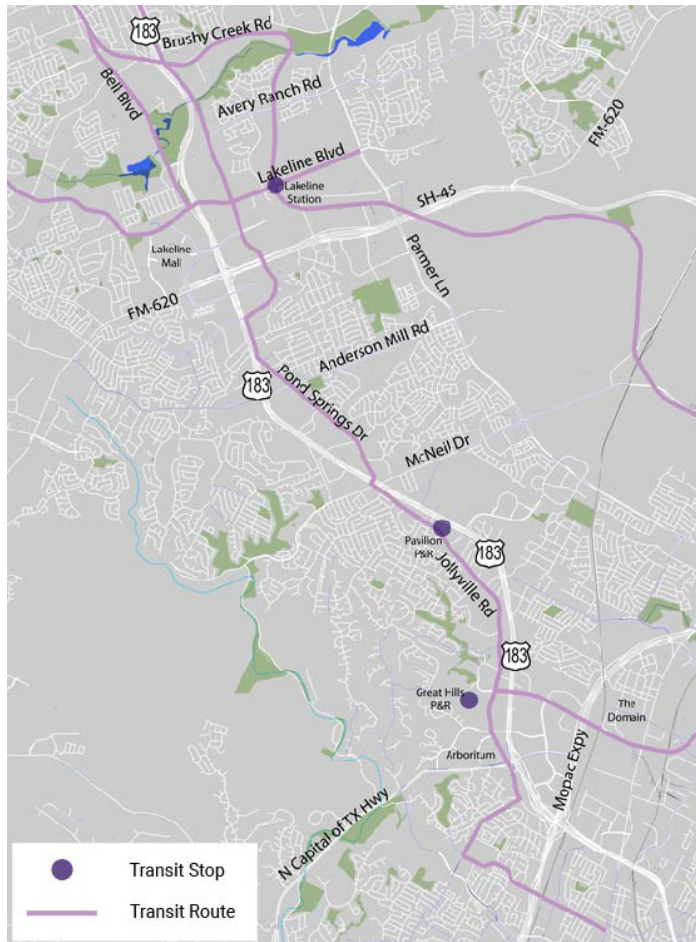 183
Brushy Creek Rd
Bell Blvd
Avery Ranch Rd
FM-620
Lakeline Blvd
Lakeline
Station
SH-45
Lakeline
Mall
Parmer Ln
FM-620
Anderson Mill Rd
183
Pond Springs Dr
McNeil Dr
Pavilion
P&R
183
Jollyville Rd
183
Great Hills
P&R
The
Domain
Arboritum
Mopac Expy
N Capital of TX Hwy
Transit Stop
Transit Route